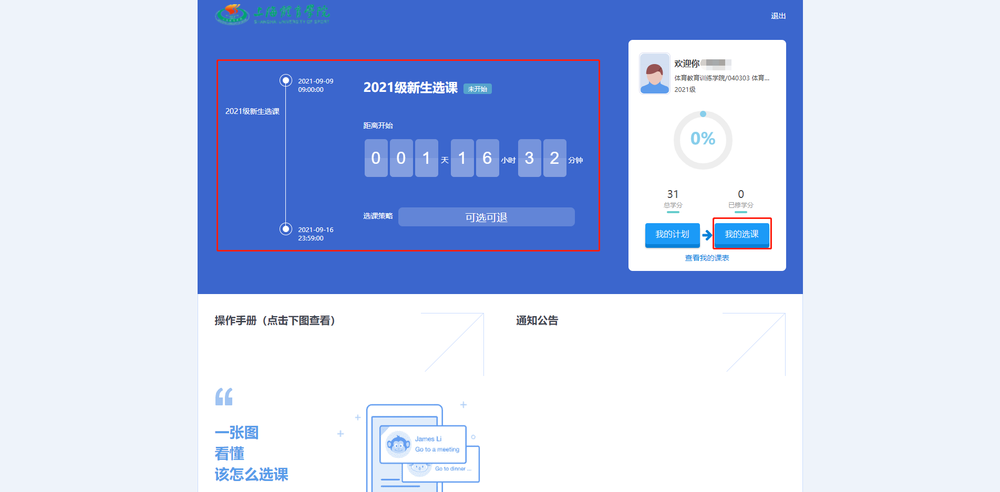 上海體育學院
SHANGHAI UNIVERSITY OF SPORT
退出
2021-09-09
09:00:00
2021级新生选课
2021-09-16
23:59:00
2021级新生选课 未开始
距离开始
0 0 1 天 1 6 小时 3 2 分钟
选课策略 可选可退
欢迎你
体育教育训练学院/040303 体育...
2021级
0%
31 0
总学分 已修学分
我的计划 我的选课
查看我的课表
操作手册（点击下图查看）
通知公告
一张图
看懂
该怎么选课
James Li
Go to a meeting
Go to dinner ...